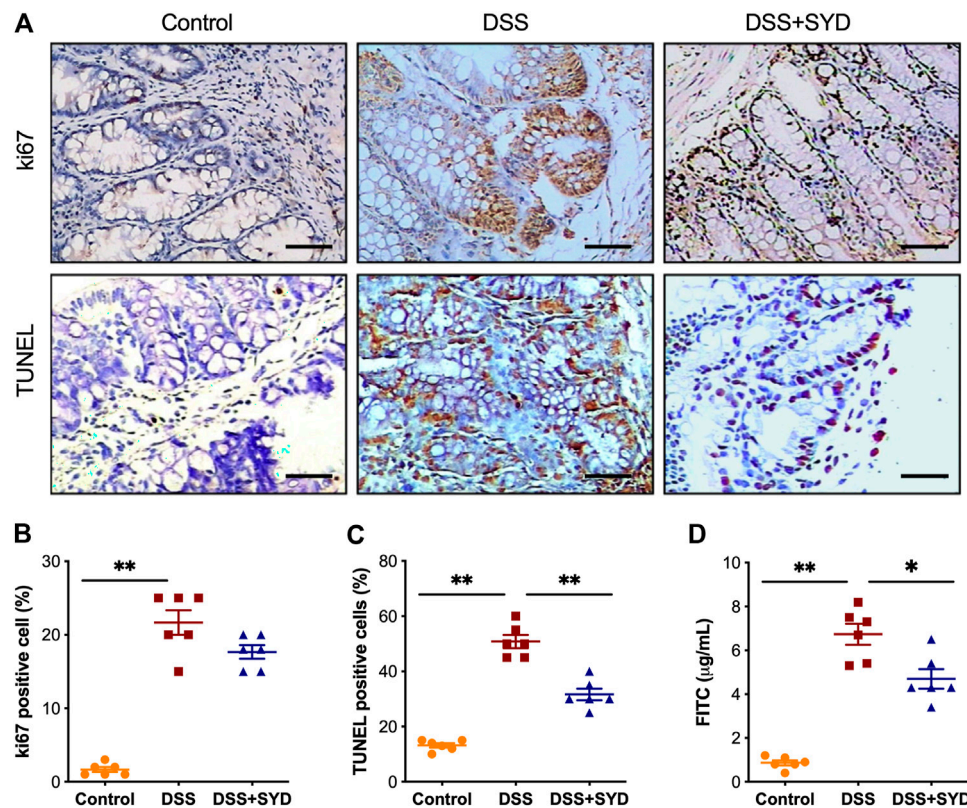 A
Control
DSS
DSS+SYD
ki67
TUNEL
B
ki67 positive cell (%)
30
20
10
0
**
Control
DSS
DSS+SYD
C
TUNEL positive cells (%)
80
60
40
20
0
**
**
Control
DSS
DSS+SYD
D
FITC (µg/mL)
10
8
6
4
2
0
**
*
Control
DSS
DSS+SYD